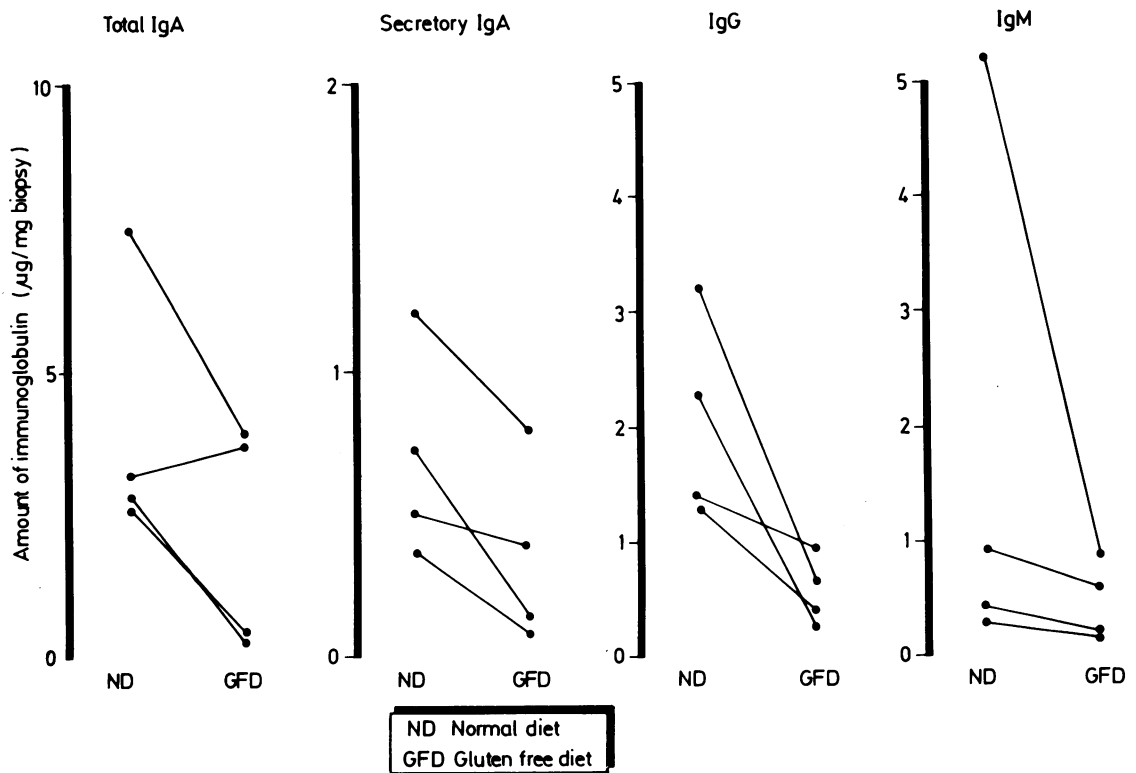 Total IgA
Secretory IgA
IgG
IgM
Amount of immunoglobulin (µg/mg biopsy)
10
5
0
ND GFD
2
1
0
ND GFD
5
4
3
2
1
0
ND GFD
5
4
3
2
1
0
ND GFD
ND Normal diet
GFD Gluten free diet